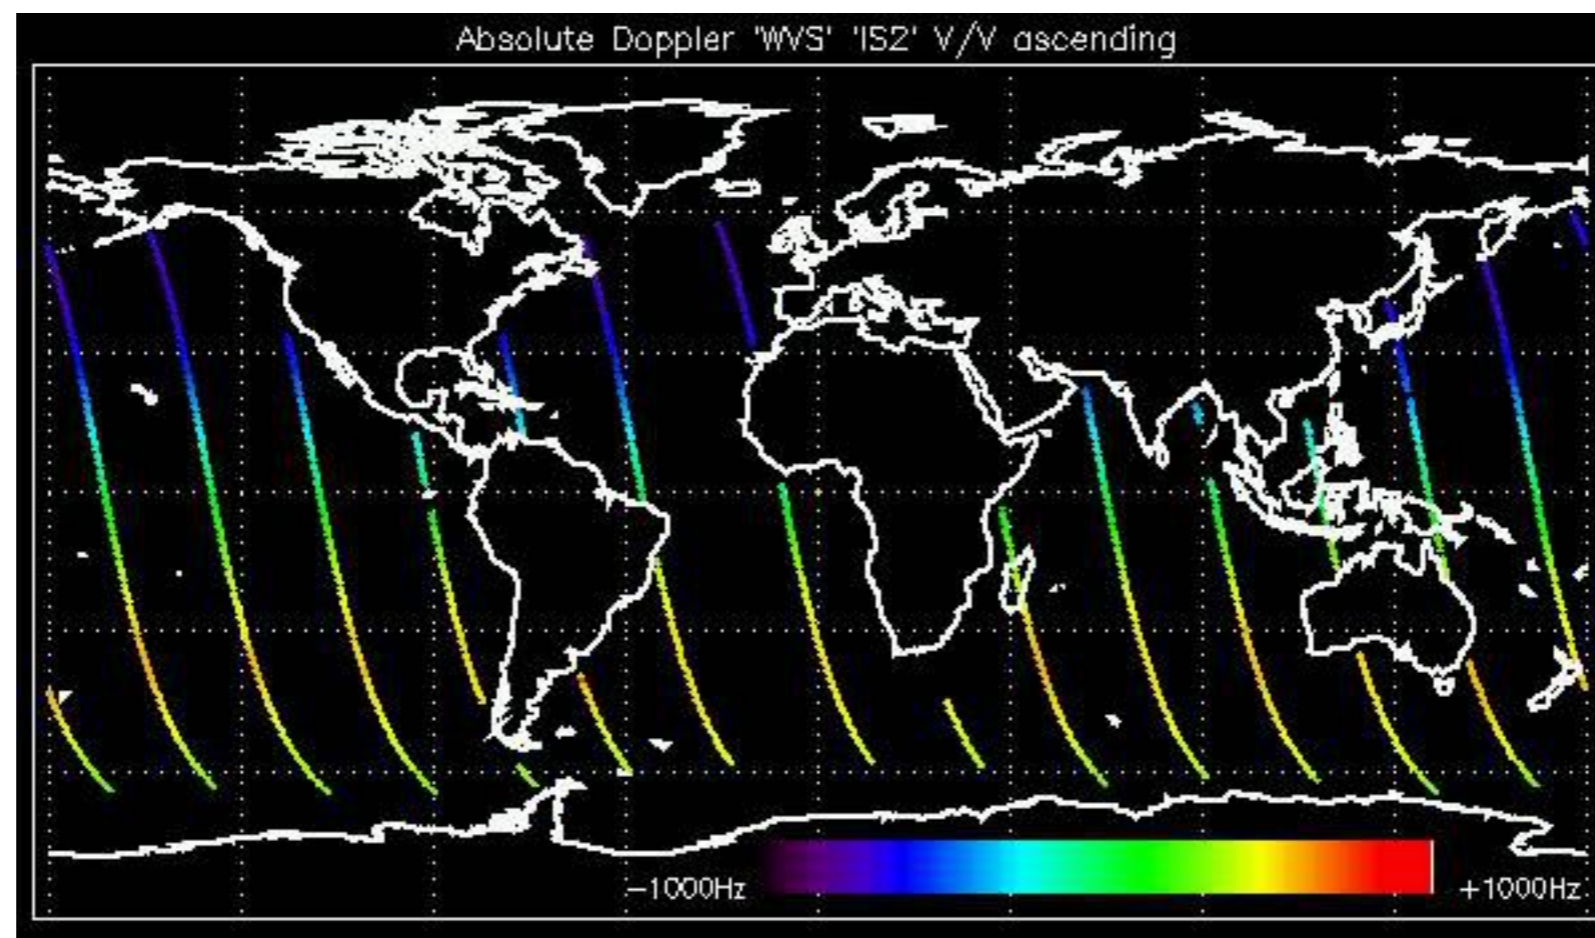 Absolute Doppler 'WVS' 'IS2' V/V ascending
−1000Hz +1000Hz